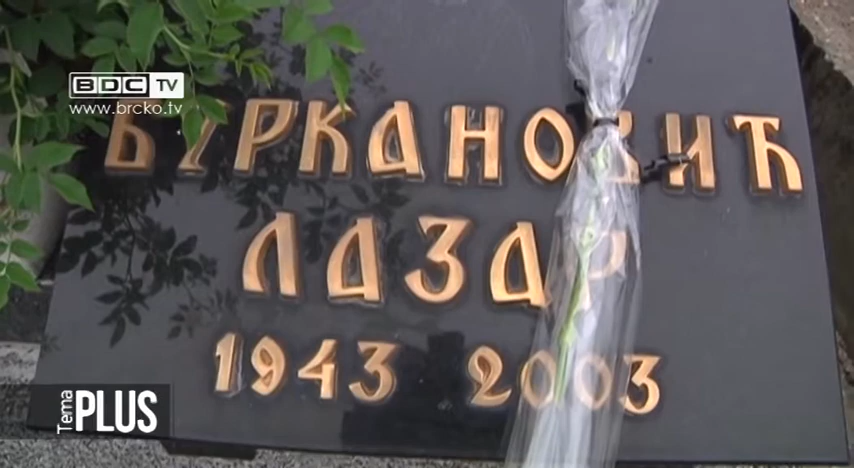 BDC TV
www.brcko.tv
БУРКАНОВИЋ
ЛАЗАР
1943 2003
Tema PLUS